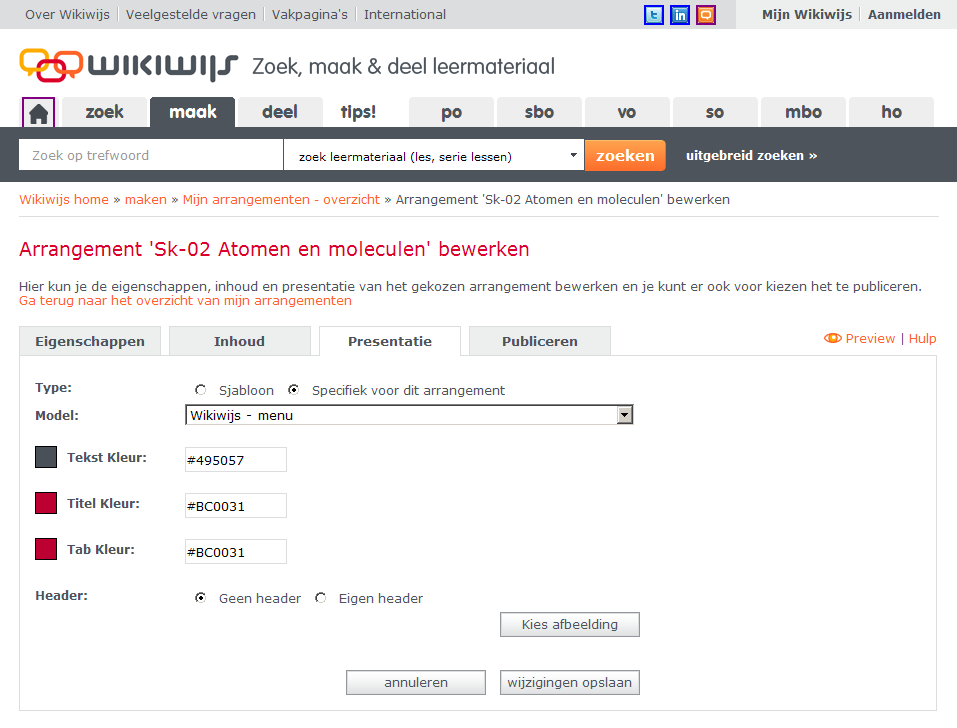 Over Wikiwijs | Veelgestelde vragen | Vakpagina's | International
Mijn Wikiwijs | Aanmelden
wikiwijs Zoek, maak & deel leermateriaal
zoek maak deel tips! po sbo vo so mbo ho
Zoek op trefwoord zoek leermateriaal (les, serie lessen) zoeken uitgebreid zoeken »
Wikiwijs home » maken » Mijn arrangementen - overzicht » Arrangement 'Sk-02 Atomen en moleculen' bewerken
Arrangement 'Sk-02 Atomen en moleculen' bewerken
Hier kun je de eigenschappen, inhoud en presentatie van het gekozen arrangement bewerken en je kunt er ook voor kiezen het te publiceren.
Ga terug naar het overzicht van mijn arrangementen
Eigenschappen Inhoud Presentatie Publiceren Preview | Hulp
Type: Sjabloon Specifiek voor dit arrangement
Model: Wikiwijs - menu
Tekst Kleur: #495057
Titel Kleur: #BC0031
Tab Kleur: #BC0031
Header: Geen header Eigen header
Kies afbeelding
annuleren wijzigingen opslaan